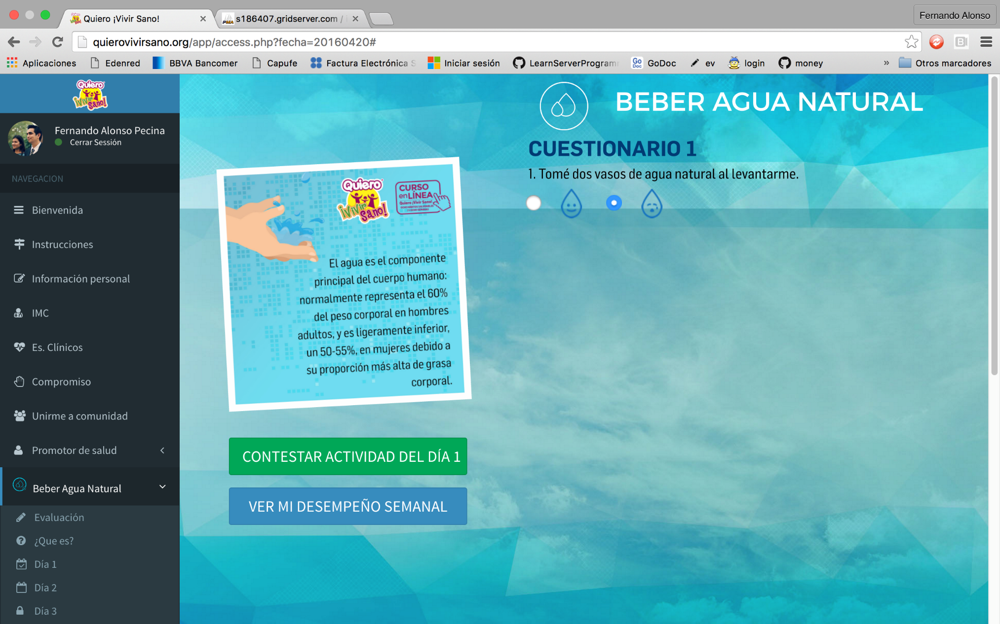 Quiero ¡Vivir Sano!
s186407.gridserver.com /
Fernando Alonso
quierovivirsano.org/app/access.php?fecha=20160420#
Aplicaciones
Edenred
BBVA Bancomer
Capufe
Factura Electrónica
Iniciar sesión
LearnServerProgram
GoDoc
ev
login
money
»
Otros marcadores
Quiero ¡Vivir Sano!
Fernando Alonso Pecina
Cerrar Sesión
NAVEGACION
Bienvenida
Instrucciones
Información personal
IMC
Es. Clínicos
Compromiso
Unirme a comunidad
Promotor de salud
Beber Agua Natural
Evaluación
¿Que es?
Día 1
Día 2
Día 3
Quiero
¡Vivir
Sano!
CURSO
en LÍNEA
Quiero ¡Vivir Sano!
El agua es el componente
principal del cuerpo humano:
normalmente representa el 60%
del peso corporal en hombres
adultos, y es ligeramente inferior,
un 50-55%, en mujeres debido a
su proporción más alta de grasa
corporal.
CONTESTAR ACTIVIDAD DEL DÍA 1
VER MI DESEMPEÑO SEMANAL
BEBER AGUA NATURAL
CUESTIONARIO 1
1. Tomé dos vasos de agua natural al levantarme.